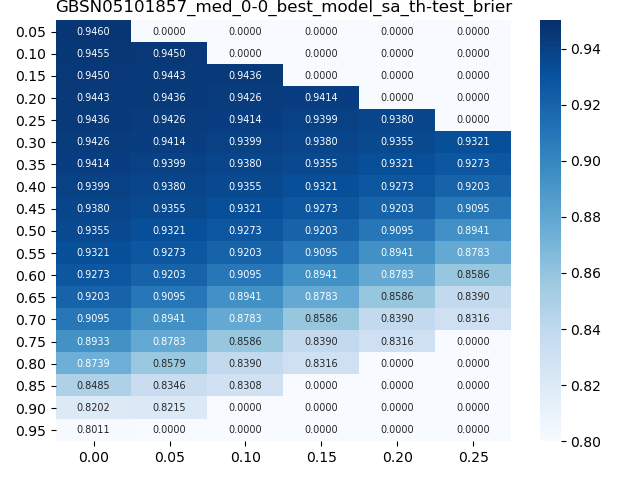 GBSN05101857_med_0-0_best_model_sa_th-test_brier
0.05 0.9460 0.0000 0.0000 0.0000 0.0000 0.0000
0.10 0.9455 0.9450 0.0000 0.0000 0.0000 0.0000
0.15 0.9450 0.9443 0.9436 0.0000 0.0000 0.0000
0.20 0.9443 0.9436 0.9426 0.9414 0.0000 0.0000
0.25 0.9436 0.9426 0.9414 0.9399 0.9380 0.0000
0.30 0.9426 0.9414 0.9399 0.9380 0.9355 0.9321
0.35 0.9414 0.9399 0.9380 0.9355 0.9321 0.9273
0.40 0.9399 0.9380 0.9355 0.9321 0.9273 0.9203
0.45 0.9380 0.9355 0.9321 0.9273 0.9203 0.9095
0.50 0.9355 0.9321 0.9273 0.9203 0.9095 0.8941
0.55 0.9321 0.9273 0.9203 0.9095 0.8941 0.8783
0.60 0.9273 0.9203 0.9095 0.8941 0.8783 0.8586
0.65 0.9203 0.9095 0.8941 0.8783 0.8586 0.8390
0.70 0.9095 0.8941 0.8783 0.8586 0.8390 0.8316
0.75 0.8933 0.8783 0.8586 0.8390 0.8316 0.0000
0.80 0.8739 0.8579 0.8390 0.8316 0.0000 0.0000
0.85 0.8485 0.8346 0.8308 0.0000 0.0000 0.0000
0.90 0.8202 0.8215 0.0000 0.0000 0.0000 0.0000
0.95 0.8011 0.0000 0.0000 0.0000 0.0000 0.0000
0.00 0.05 0.10 0.15 0.20 0.25
0.94
0.92
0.90
0.88
0.86
0.84
0.82
0.80